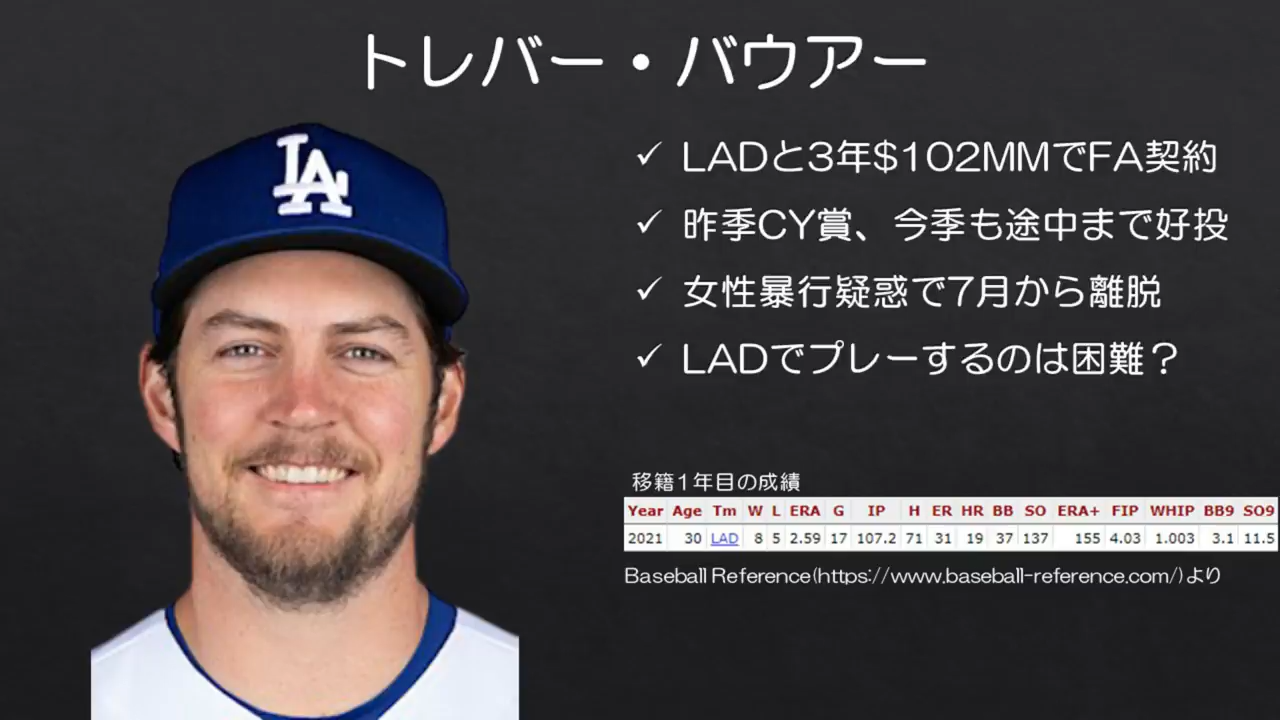 トレバー・バウアー
LA
✓ LADと3年$102MMでFA契約
✓ 昨季CY賞、今季も途中まで好投
✓ 女性暴行疑惑で7月から離脱
✓ LADでプレーするのは困難？
移籍1年目の成績
Year Age Tm W L ERA G IP H ER HR BB SO ERA+ FIP WHIP BB9 SO9
2021 30 LAD 8 5 2.59 17 107.2 71 31 19 37 137 155 4.03 1.003 3.1 11.5
Baseball Reference(https://www.baseball-reference.com/)より